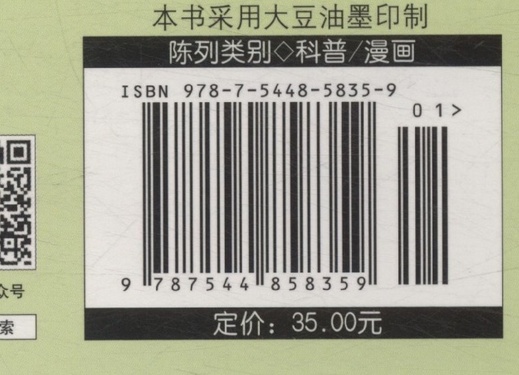 本书采用大豆油墨印制
陈列类别◇科普/漫画
ISBN 978-7-5448-5835-9
01>
9 787544 858359
众号
索
定价：35.00元